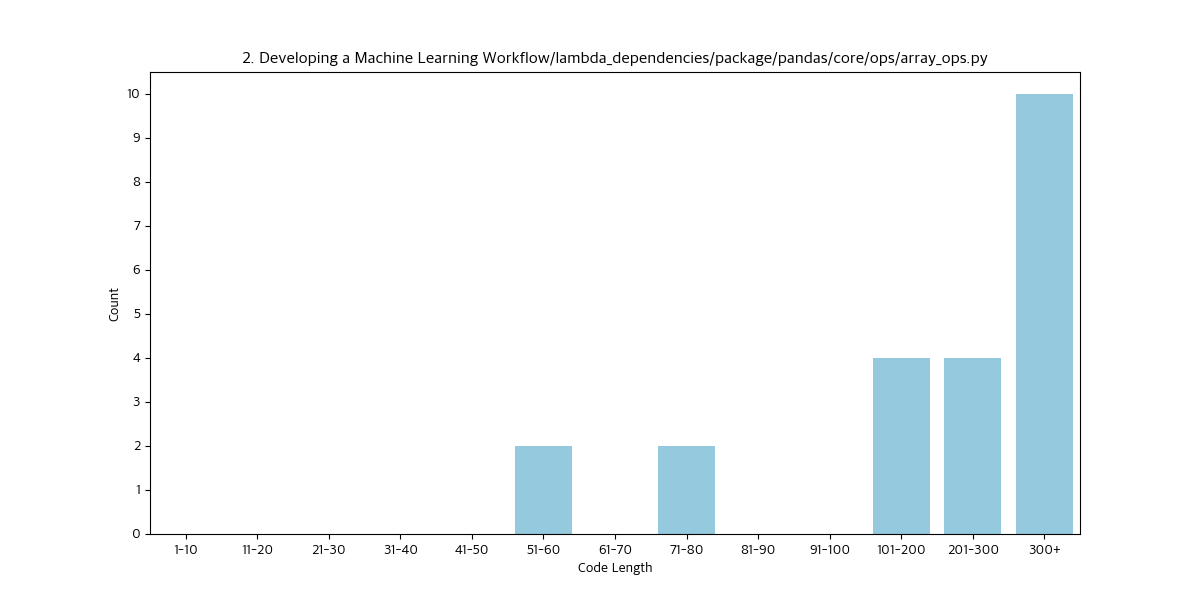 2. Developing a Machine Learning Workflow/lambda_dependencies/package/pandas/core/ops/array_ops.py
10
9
8
7
6
5
4
3
2
1
0
Count
1-10 11-20 21-30 31-40 41-50 51-60 61-70 71-80 81-90 91-100 101-200 201-300 300+
Code Length